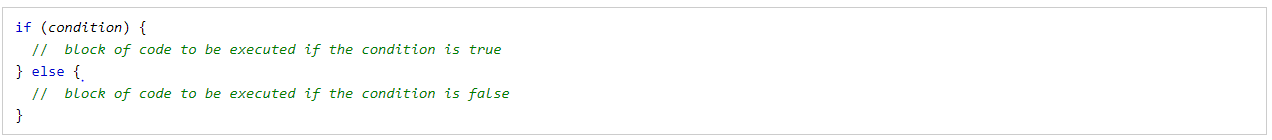 if (condition) {
  //  block of code to be executed if the condition is true
} else {
  //  block of code to be executed if the condition is false
}